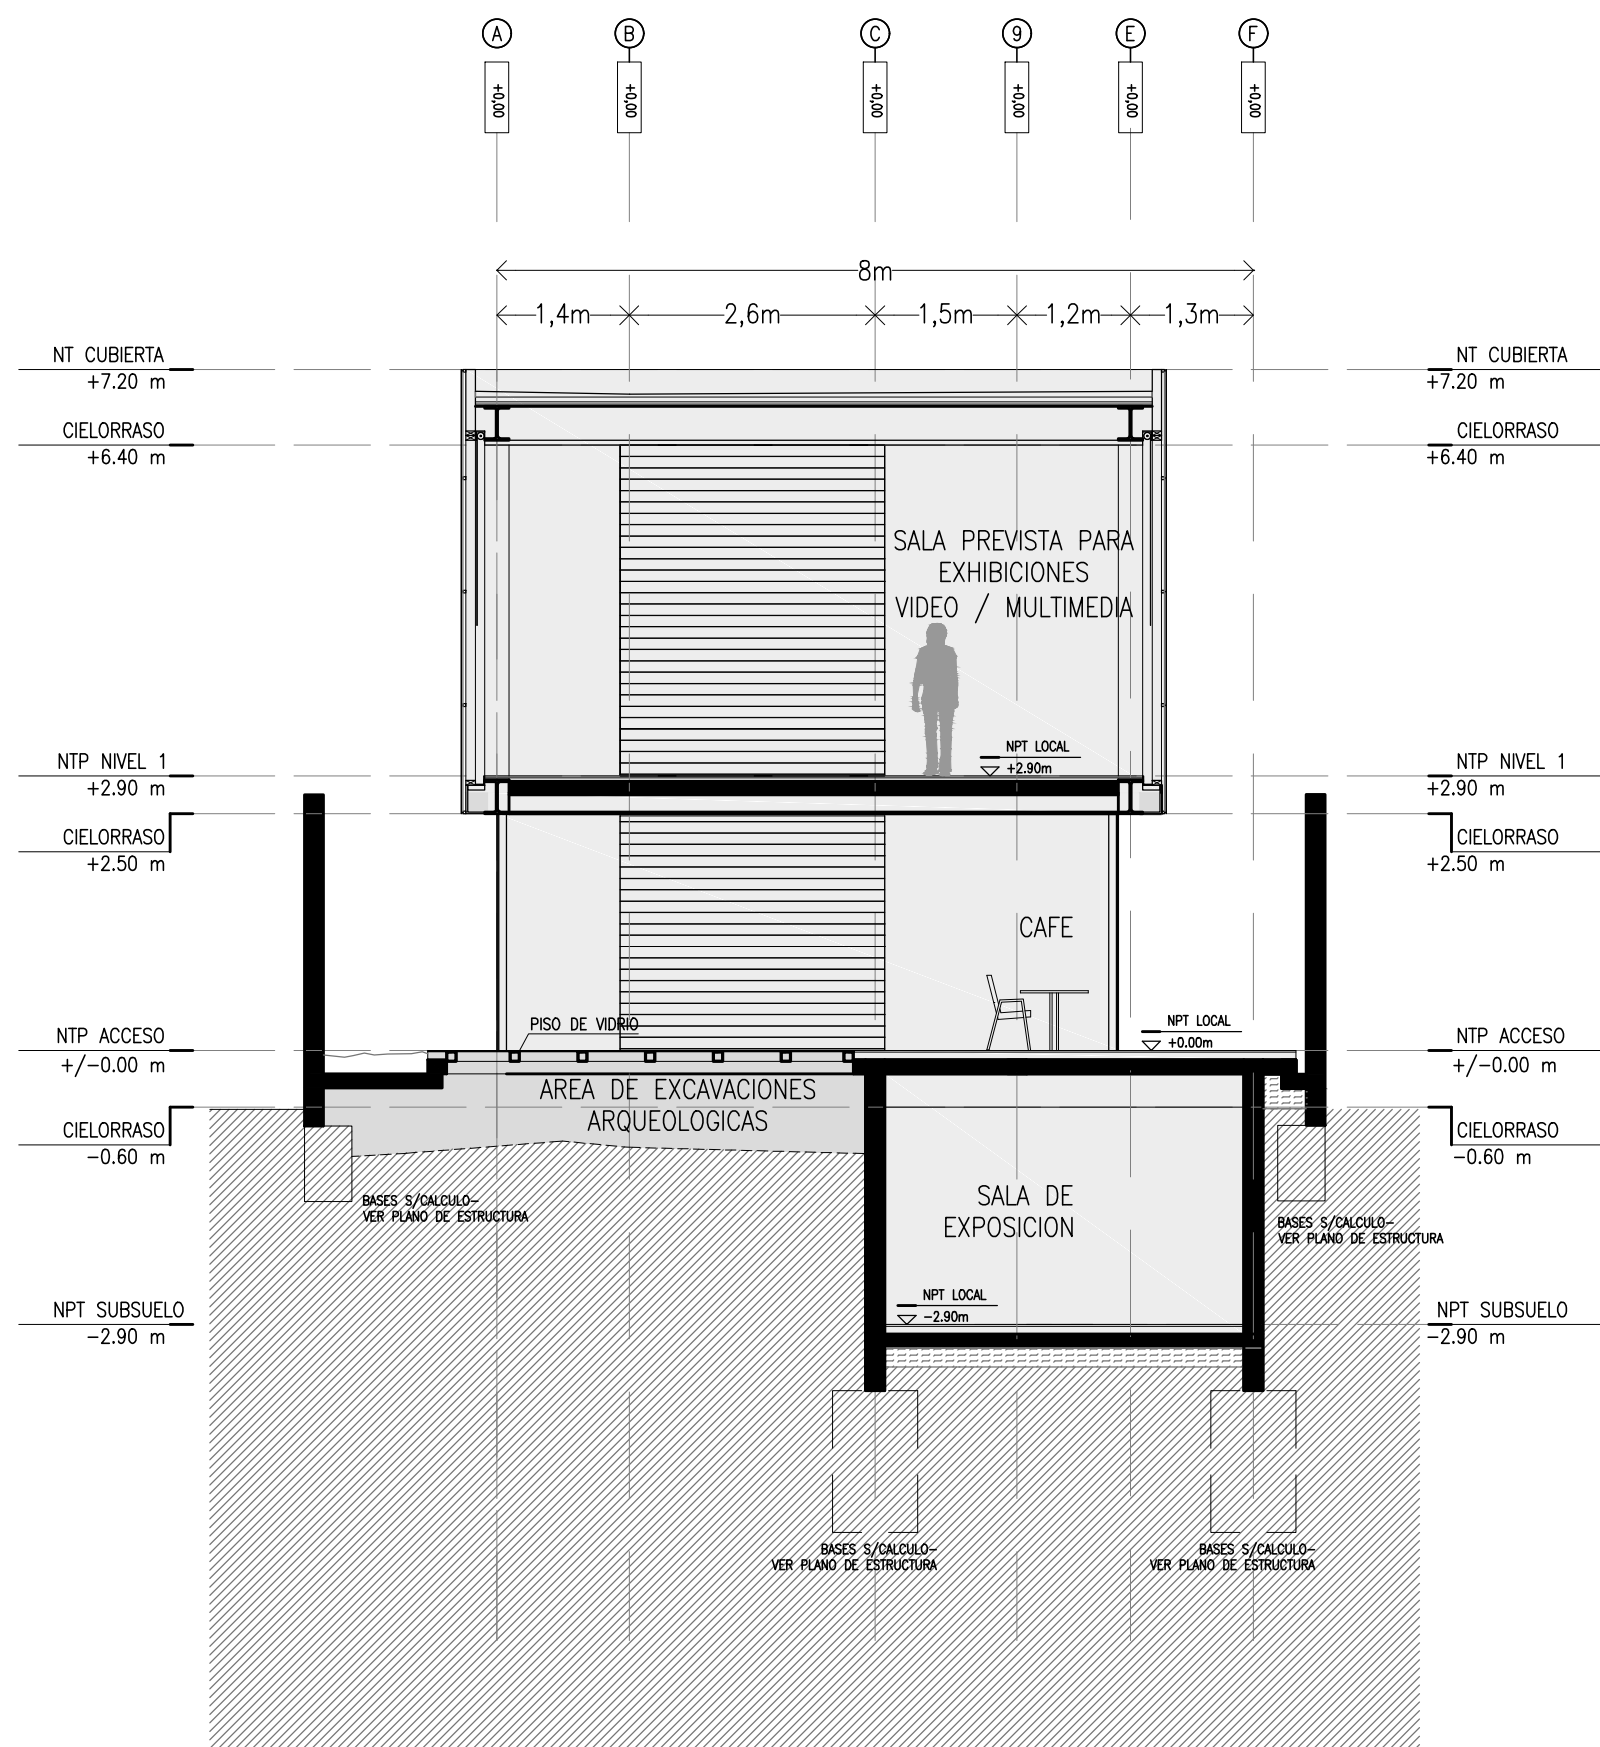 A B C 9 E F
+0,00 +0,00 +0,00 +0,00 +0,00 +0,00
8m
1,4m 2,6m 1,5m 1,2m 1,3m
NT CUBIERTA
+7.20 m
NT CUBIERTA
+7.20 m
CIELORRASO
+6.40 m
CIELORRASO
+6.40 m
SALA PREVISTA PARA
EXHIBICIONES
VIDEO / MULTIMEDIA
NPT LOCAL
+2.90m
NTP NIVEL 1
+2.90 m
NTP NIVEL 1
+2.90 m
CIELORRASO
+2.50 m
CIELORRASO
+2.50 m
CAFE
PISO DE VIDRIO
NPT LOCAL
+0.00m
NTP ACCESO
+/-0.00 m
NTP ACCESO
+/-0.00 m
AREA DE EXCAVACIONES
ARQUEOLOGICAS
CIELORRASO
-0.60 m
CIELORRASO
-0.60 m
BASES S/CALCULO-
VER PLANO DE ESTRUCTURA
SALA DE
EXPOSICION
BASES S/CALCULO-
VER PLANO DE ESTRUCTURA
NPT LOCAL
-2.90m
NPT SUBSUELO
-2.90 m
NPT SUBSUELO
-2.90 m
BASES S/CALCULO-
VER PLANO DE ESTRUCTURA
BASES S/CALCULO-
VER PLANO DE ESTRUCTURA